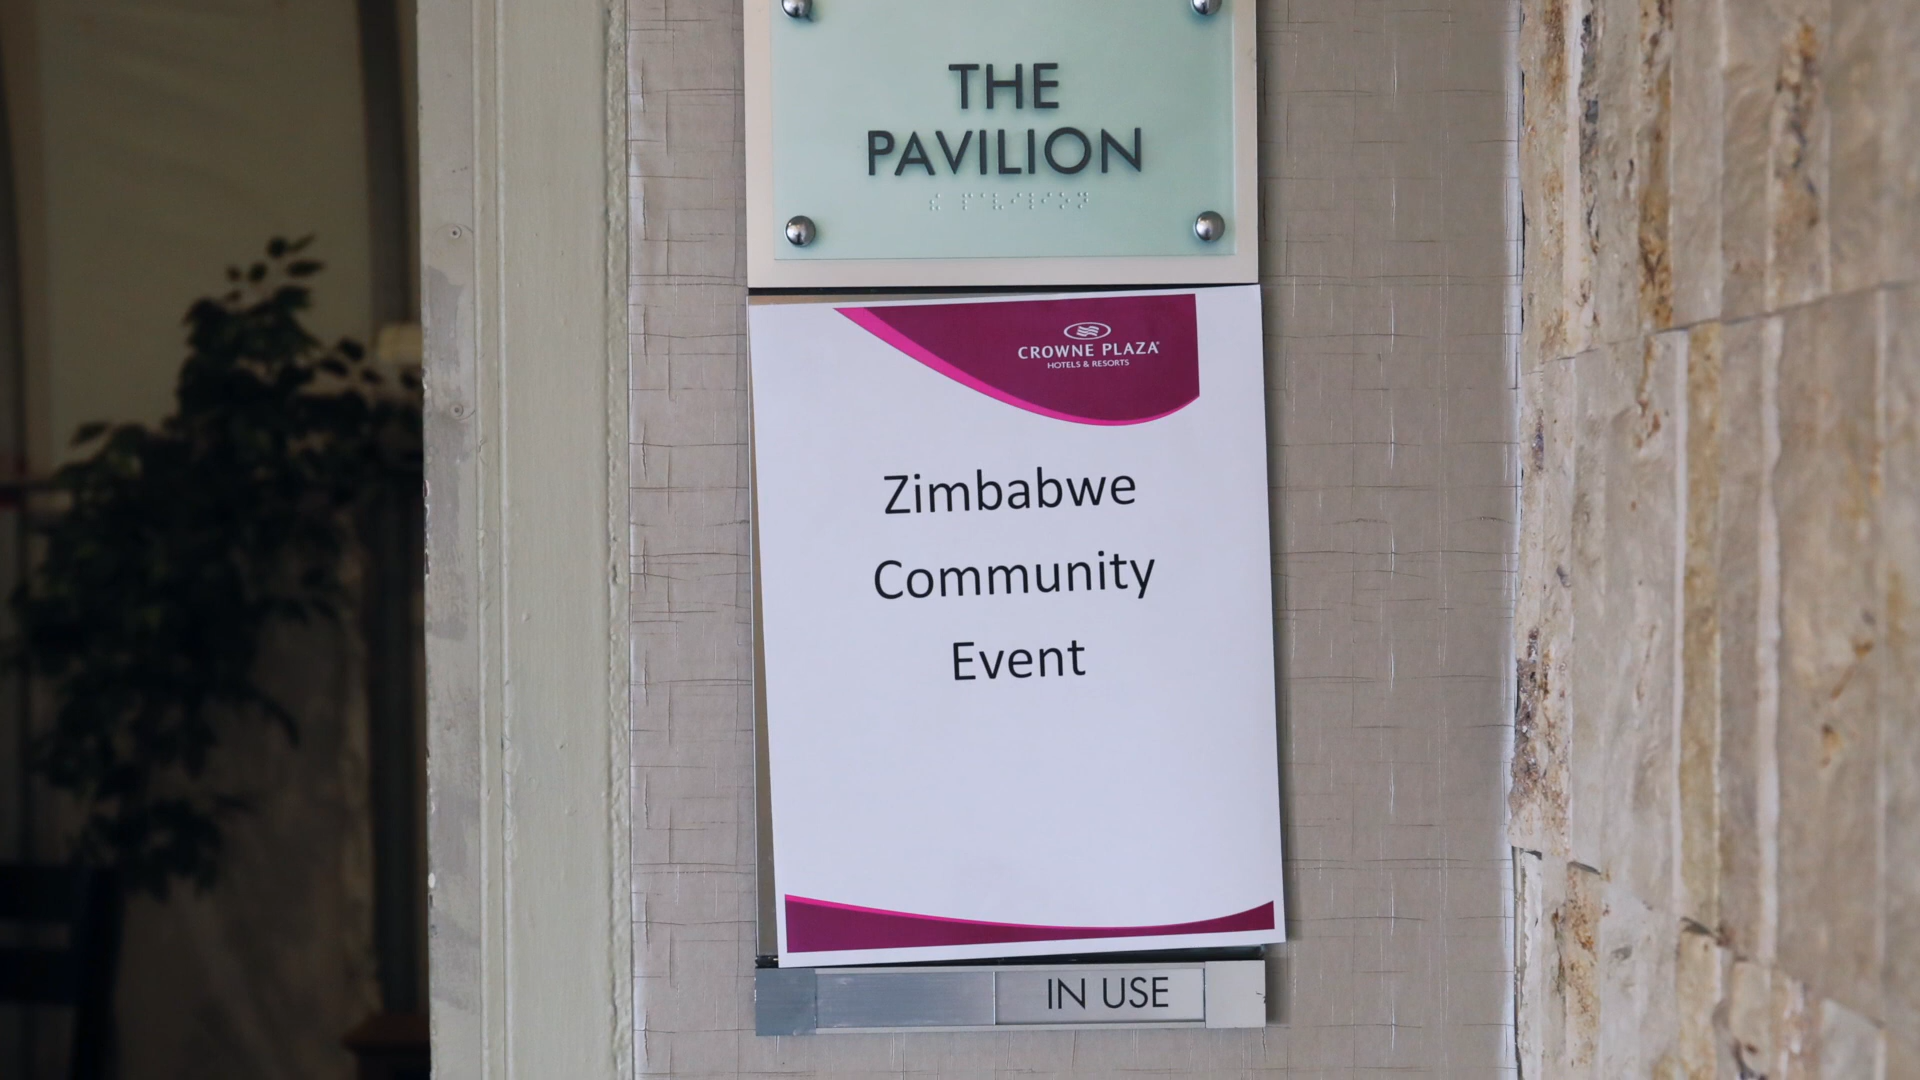 THE
PAVILION
CROWNE PLAZA
HOTELS & RESORTS
Zimbabwe
Community
Event
IN USE